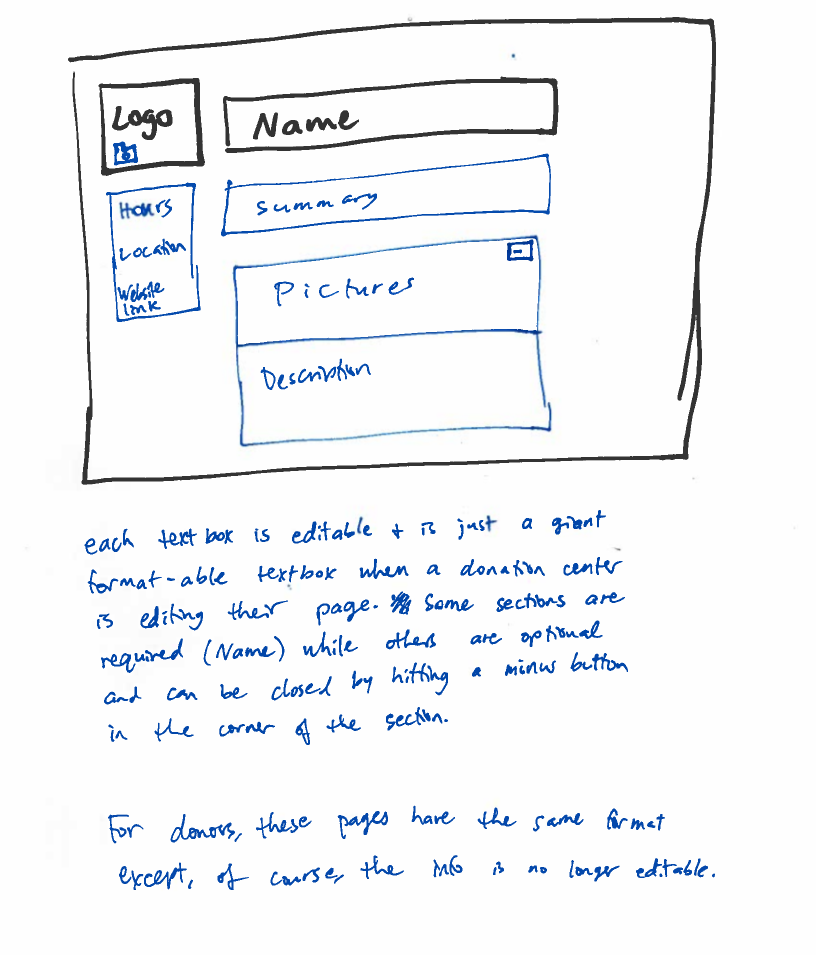 Logo
Name
Hours
Location
Website
link
Summary
Pictures
Description
each text box is editable + is just a giant
format-able textbox when a donation center
is editing their page. Some sections are
required (Name) while others are optional
and can be closed by hitting a minus button
in the corner of the section.
For donors, these pages have the same format
except, of course, the info is no longer editable.